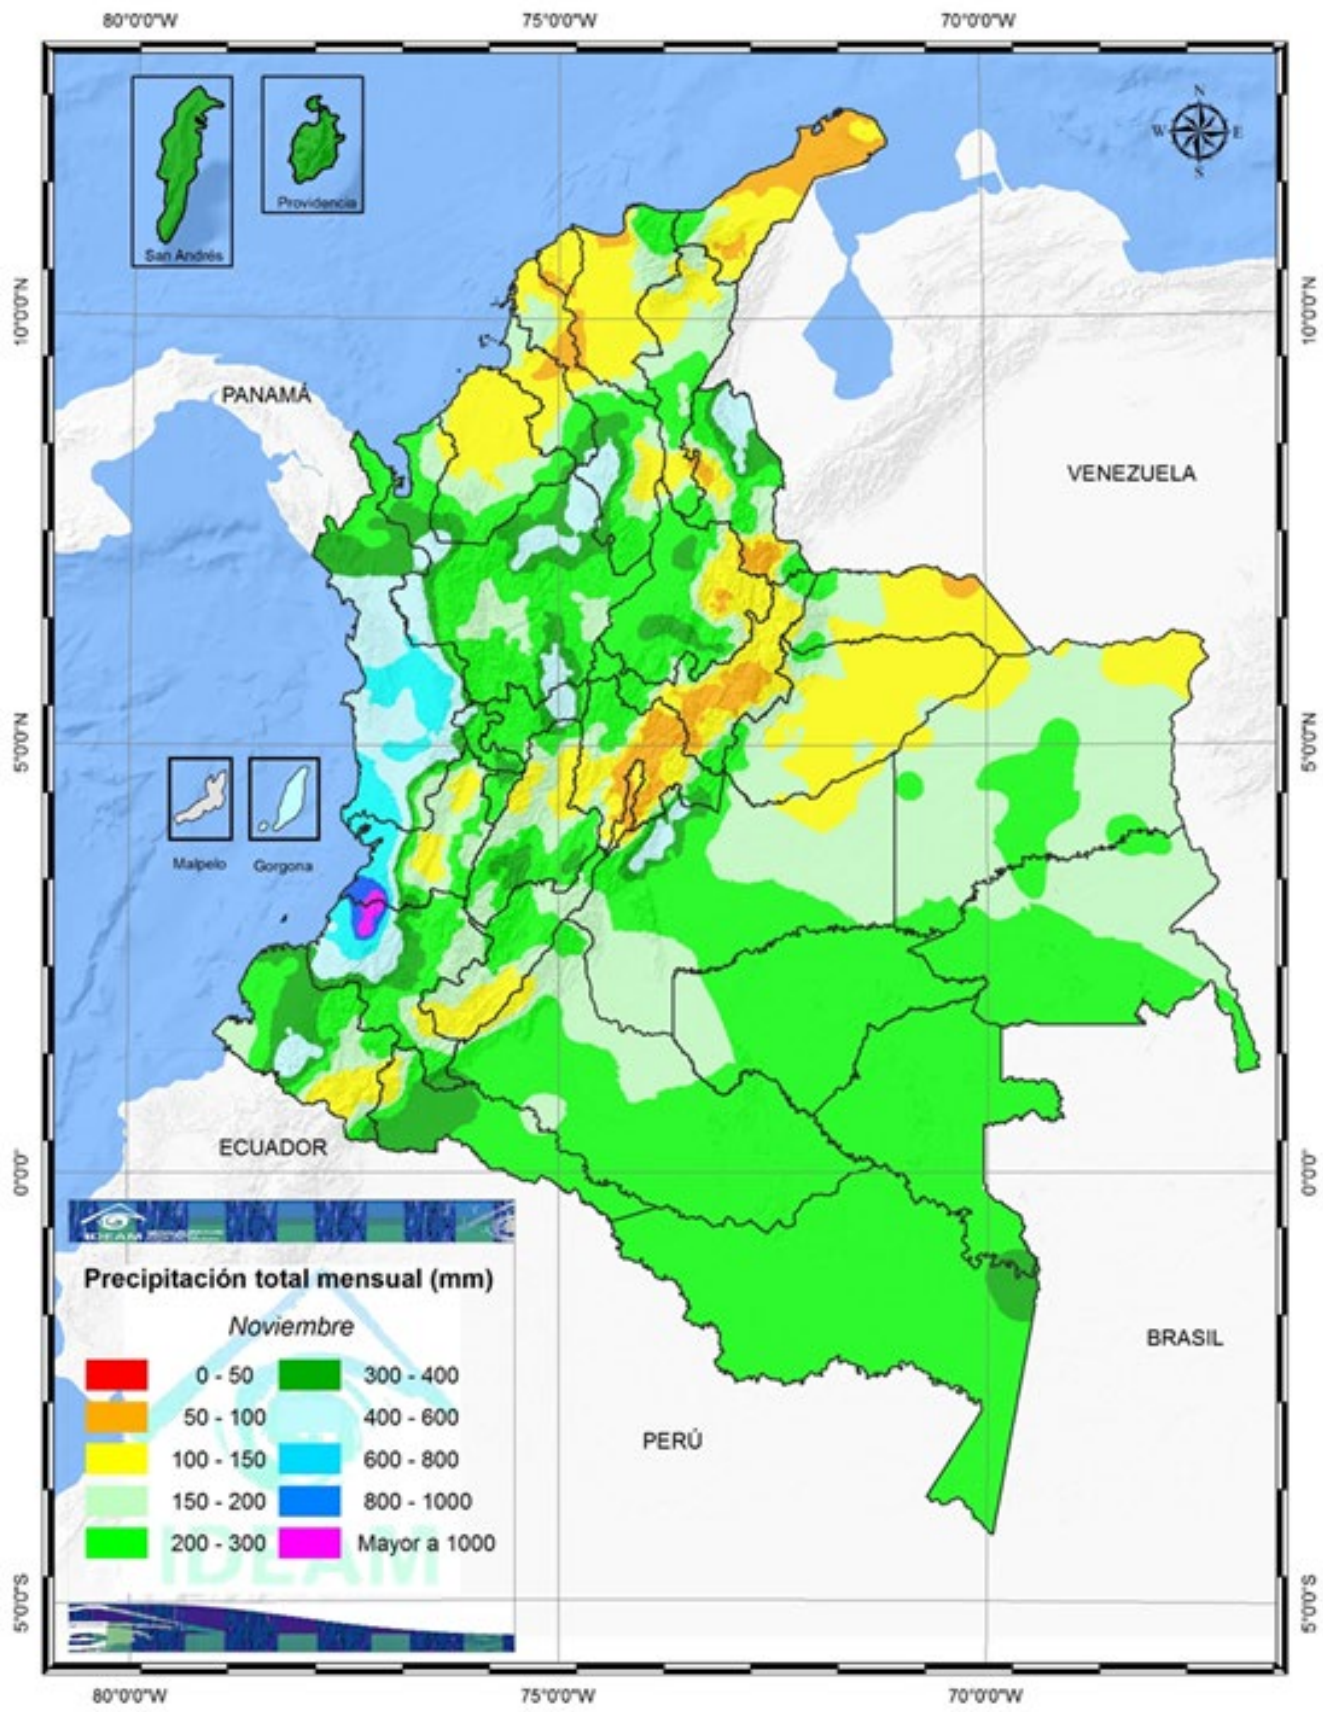 80°0'0"W 75°0'0"W 70°0'0"W
N
W E
S
San Andrés
Providencia
10°0'0"N 10°0'0"N
PANAMÁ
VENEZUELA
5°0'0"N 5°0'0"N
Malpelo Gorgona
ECUADOR
0°0'0" 0°0'0"
IDEAM
Precipitación total mensual (mm)
Noviembre
0 - 50 300 - 400
50 - 100 400 - 600
100 - 150 600 - 800
150 - 200 800 - 1000
200 - 300 Mayor a 1000
IDEAM
BRASIL
PERÚ
5°0'0"S 5°0'0"S
80°0'0"W 75°0'0"W 70°0'0"W